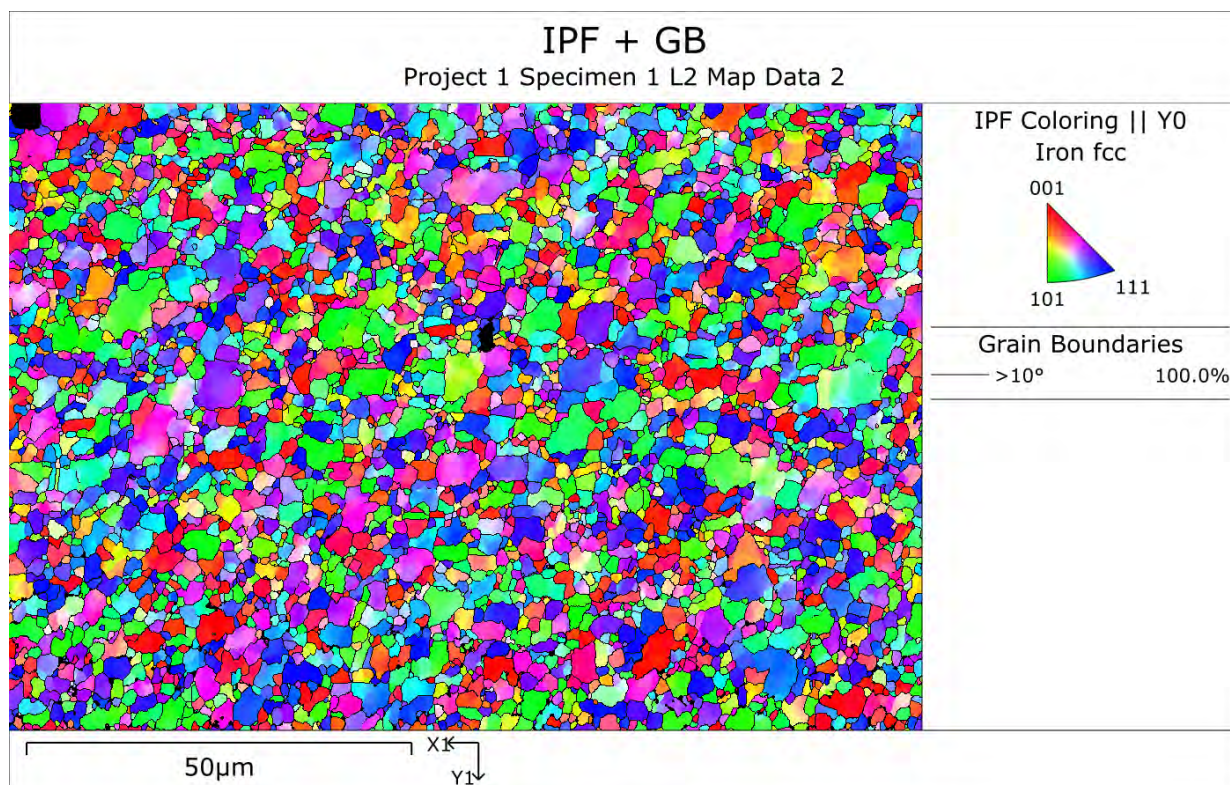 IPF + GB
Project 1 Specimen 1 L2 Map Data 2
IPF Coloring || Y0
Iron fcc
001
101
111
Grain Boundaries
>10° 100.0%
50µm
X1
Y1